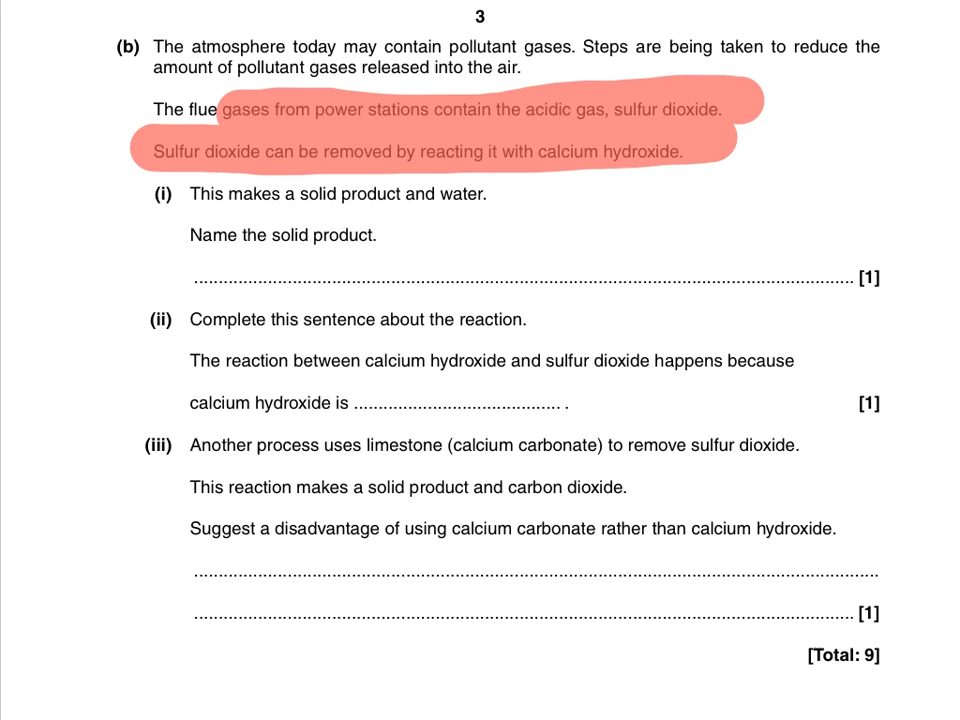 3
(b) The atmosphere today may contain pollutant gases. Steps are being taken to reduce the
amount of pollutant gases released into the air.
The flue gases from power stations contain the acidic gas, sulfur dioxide.
Sulfur dioxide can be removed by reacting it with calcium hydroxide.
(i) This makes a solid product and water.
Name the solid product.
[1]
(ii) Complete this sentence about the reaction.
The reaction between calcium hydroxide and sulfur dioxide happens because
calcium hydroxide is .......................................... . [1]
(iii) Another process uses limestone (calcium carbonate) to remove sulfur dioxide.
This reaction makes a solid product and carbon dioxide.
Suggest a disadvantage of using calcium carbonate rather than calcium hydroxide.
[1]
[Total: 9]